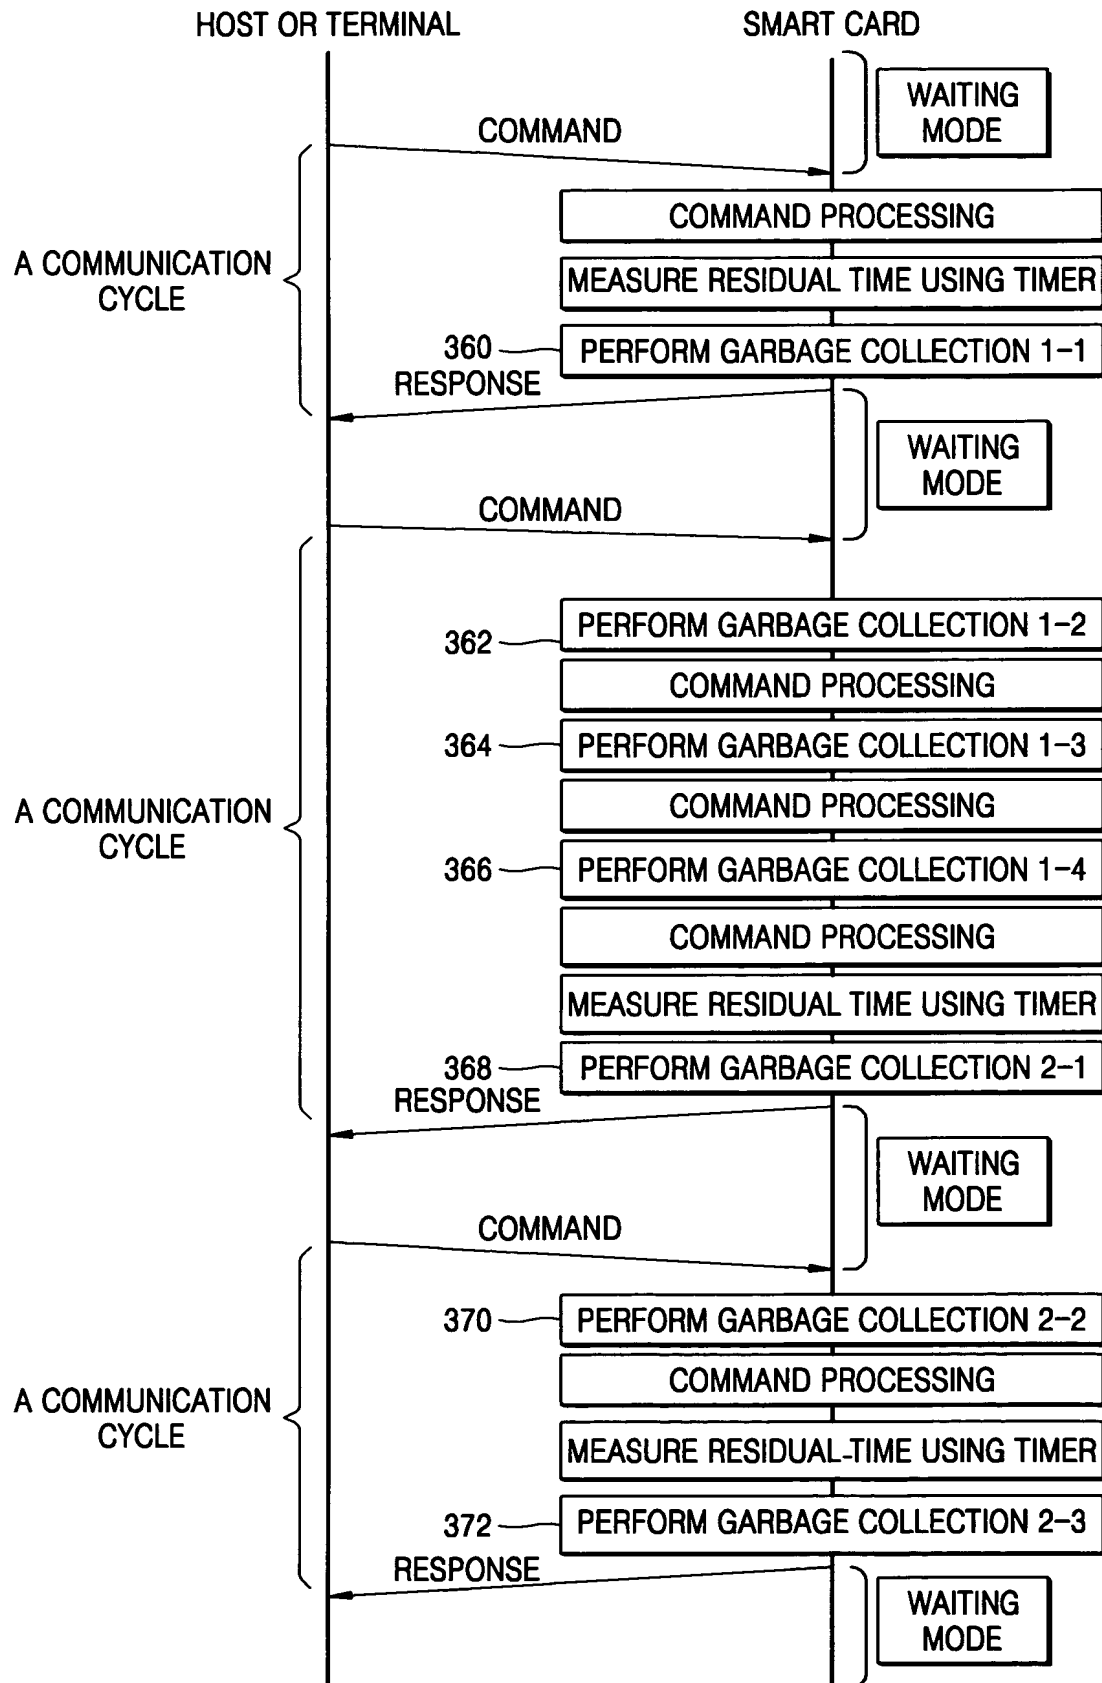 HOST OR TERMINAL
SMART CARD
WAITING
MODE
COMMAND
COMMAND PROCESSING
A COMMUNICATION
CYCLE
MEASURE RESIDUAL TIME USING TIMER
360
PERFORM GARBAGE COLLECTION 1-1
RESPONSE
WAITING
MODE
COMMAND
PERFORM GARBAGE COLLECTION 1-2
362
COMMAND PROCESSING
364
PERFORM GARBAGE COLLECTION 1-3
A COMMUNICATION
CYCLE
COMMAND PROCESSING
366
PERFORM GARBAGE COLLECTION 1-4
COMMAND PROCESSING
MEASURE RESIDUAL TIME USING TIMER
368
PERFORM GARBAGE COLLECTION 2-1
RESPONSE
WAITING
MODE
COMMAND
370
PERFORM GARBAGE COLLECTION 2-2
COMMAND PROCESSING
A COMMUNICATION
CYCLE
MEASURE RESIDUAL-TIME USING TIMER
372
PERFORM GARBAGE COLLECTION 2-3
RESPONSE
WAITING
MODE